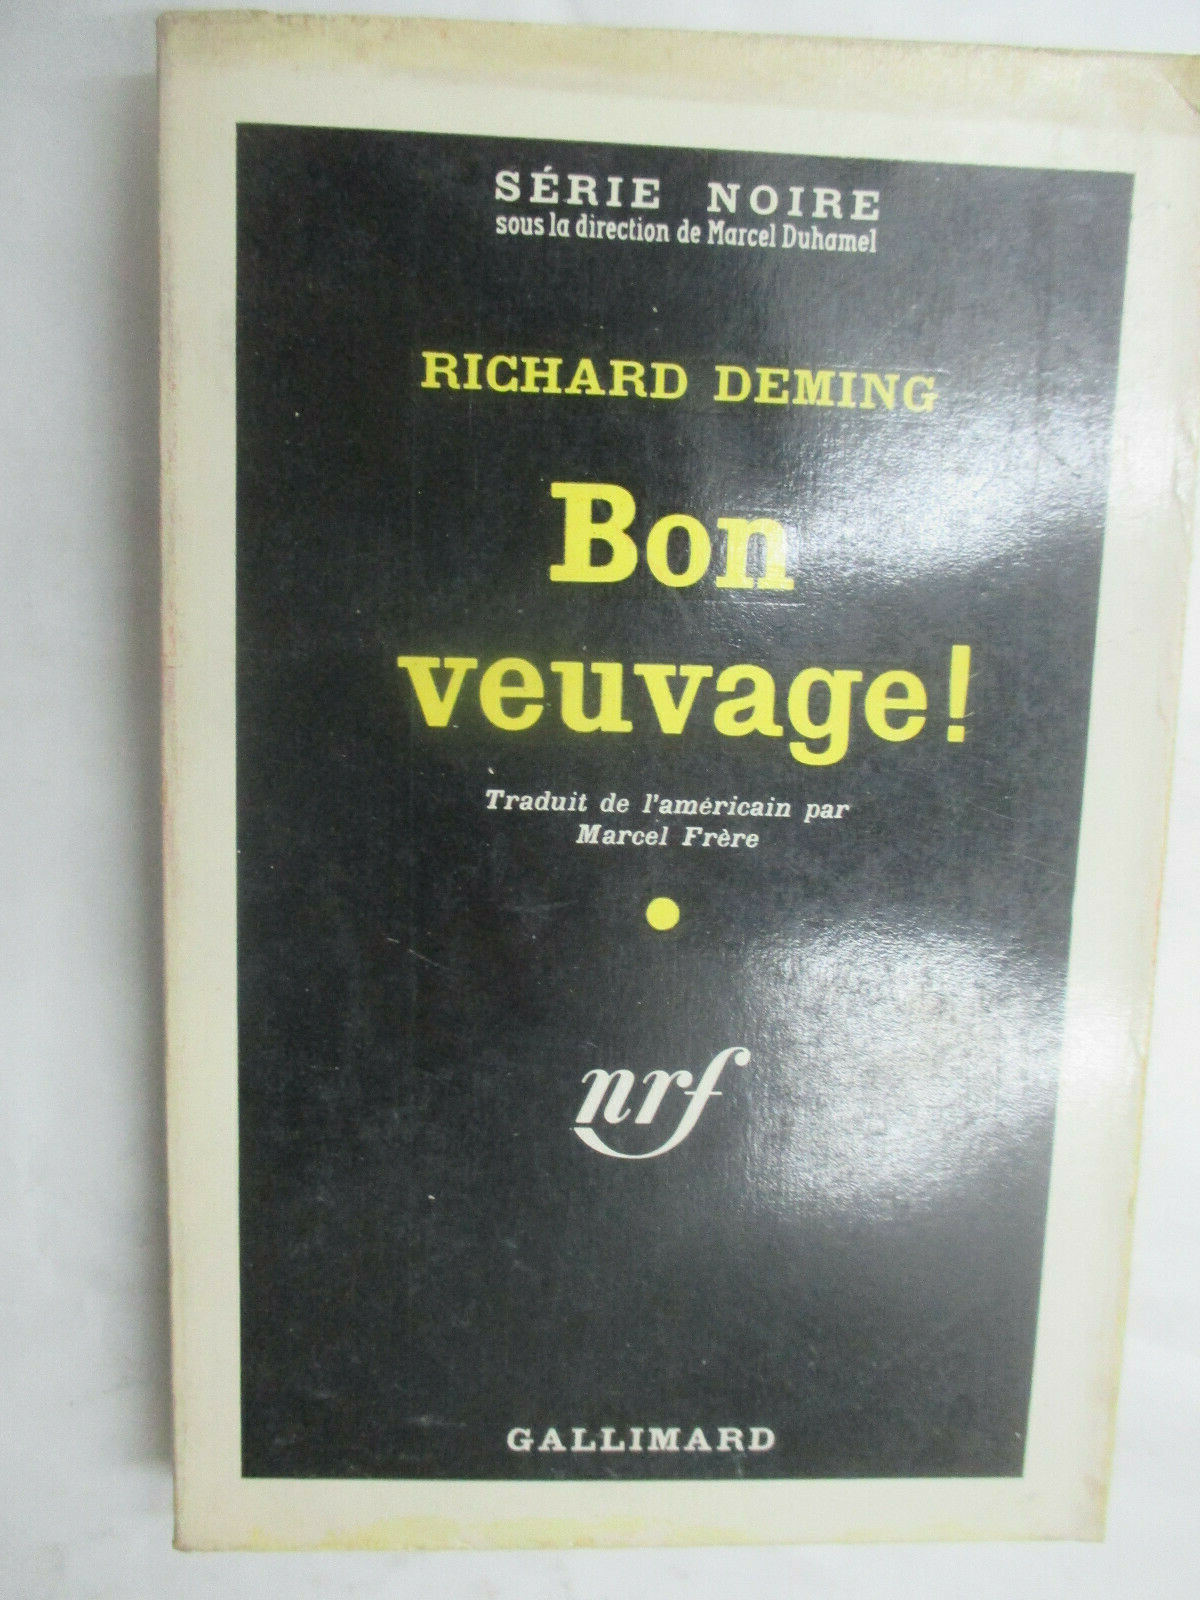 SÉRIE NOIRE
sous la direction de Marcel Duhamel
RICHARD DEMING
Bon
veuvage!
Traduit de l'américain par
Marcel Frère
nrf
GALLIMARD